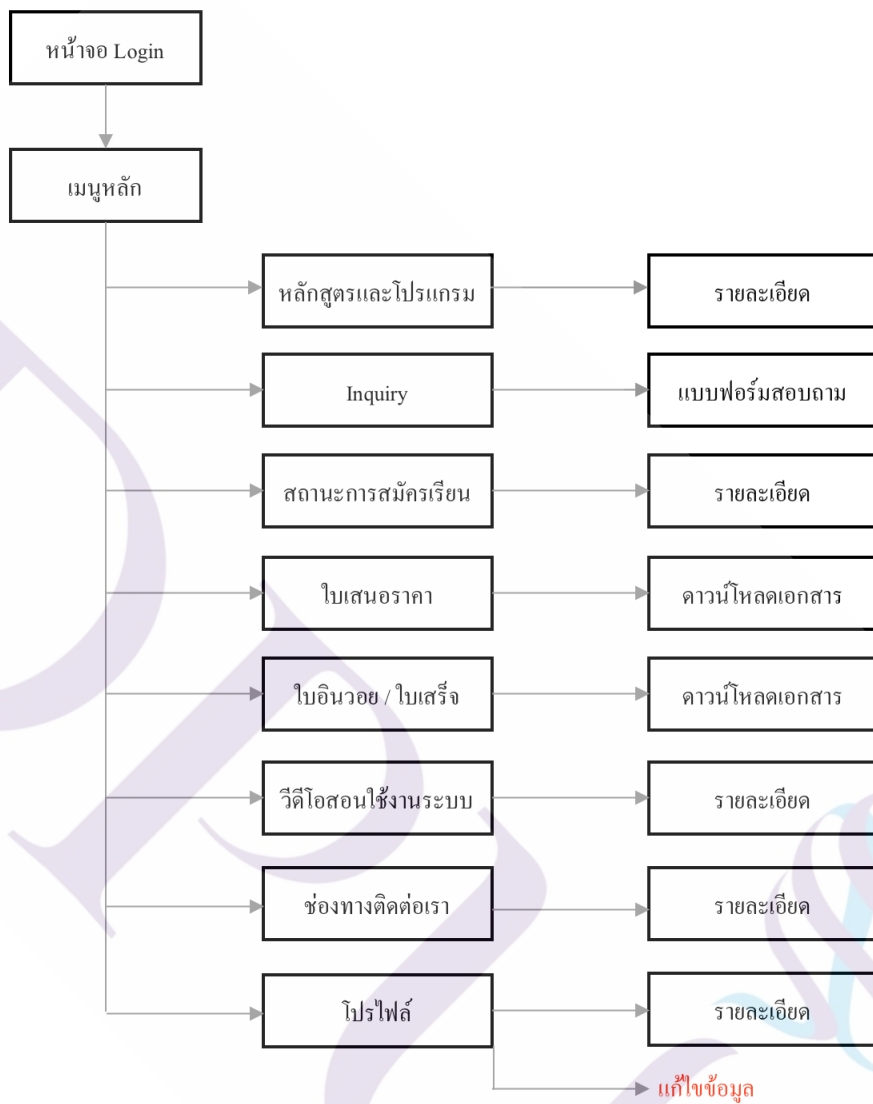 หน้าจอ Login
เมนูหลัก
หลักสูตรและโปรแกรม
รายละเอียด
Inquiry
แบบฟอร์มสอบถาม
สถานะการสมัครเรียน
รายละเอียด
ใบเสนอราคา
ดาวน์โหลดเอกสาร
ใบอินวอย / ใบเสร็จ
ดาวน์โหลดเอกสาร
วีดีโอสอนใช้งานระบบ
รายละเอียด
ช่องทางติดต่อเรา
รายละเอียด
โปรไฟล์
รายละเอียด
แก้ไขข้อมูล